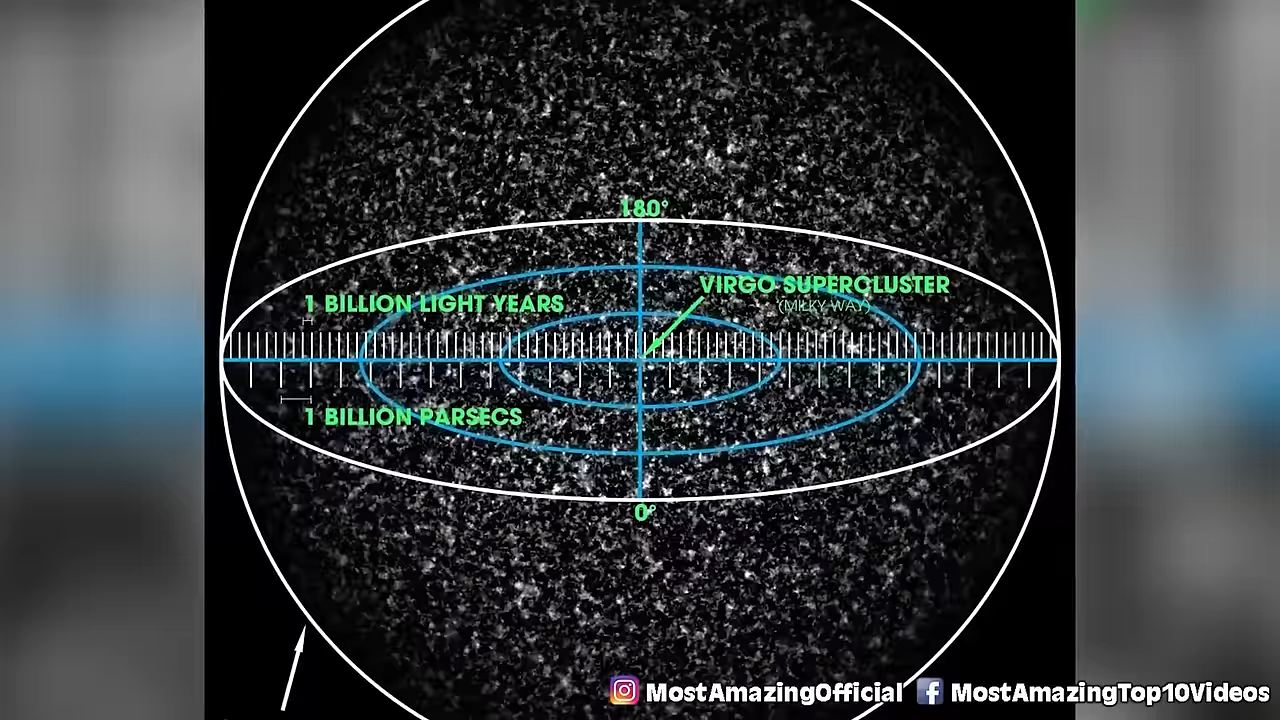 180°
VIRGO SUPERCLUSTER
(MILKY WAY)
1 BILLION LIGHT YEARS
1 BILLION PARSECS
0°
MostAmazingOfficial MostAmazingTop10Videos